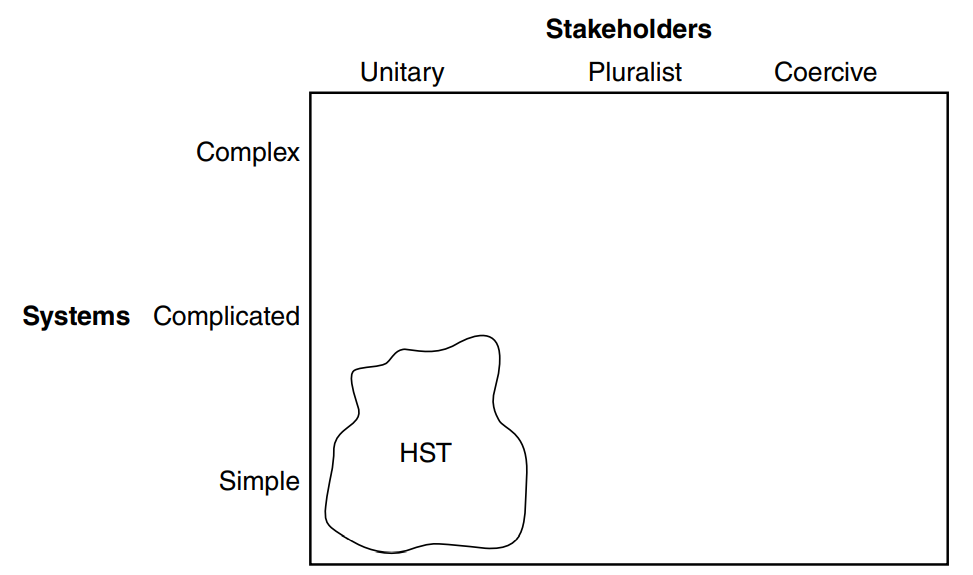 Stakeholders
Unitary Pluralist Coercive
Complex
Systems Complicated
HST
Simple